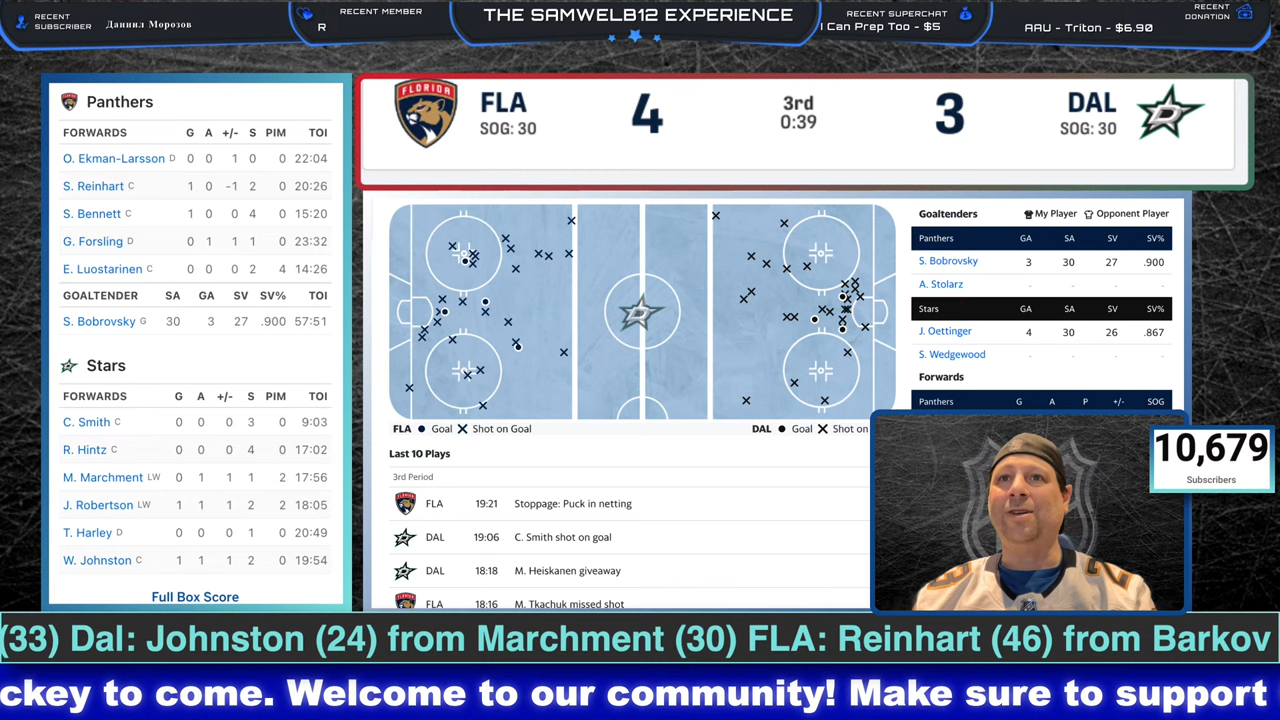 RECENT SUBSCRIBER
Даниил Морозов
RECENT MEMBER
R
THE SAMWELB12 EXPERIENCE
RECENT SUPERCHAT
I Can Prep Too - $5
RECENT DONATION
AAU - Triton - $6.90
Panthers
FORWARDS G A +/- S PIM TOI
O. Ekman-Larsson D 0 0 1 0 0 22:04
S. Reinhart C 1 0 -1 2 0 20:26
S. Bennett C 1 0 0 4 0 15:20
G. Forsling D 0 1 1 1 0 23:32
E. Luostarinen C 0 0 0 2 4 14:26
GOALTENDER SA GA SV SV% TOI
S. Bobrovsky G 30 3 27 .900 57:51
Stars
FORWARDS G A +/- S PIM TOI
C. Smith C 0 0 0 3 0 9:03
R. Hintz C 0 0 0 4 0 17:02
M. Marchment LW 0 1 1 1 2 17:56
J. Robertson LW 1 1 1 2 2 18:05
T. Harley D 0 0 0 1 0 20:49
W. Johnston C 1 1 1 2 0 19:54
Full Box Score
FLORIDA
FLA
SOG: 30
4
3rd
0:39
3
DAL
SOG: 30
FLA Goal Shot on Goal
DAL Goal Shot on
Last 10 Plays
3rd Period
FLA 19:21 Stoppage: Puck in netting
DAL 19:06 C. Smith shot on goal
DAL 18:18 M. Heiskanen giveaway
FLA 18:16 M. Tkachuk missed shot
Goaltenders My Player Opponent Player
Panthers GA SA SV SV%
S. Bobrovsky 3 30 27 .900
A. Stolarz - - - -
Stars GA SA SV SV%
J. Oettinger 4 30 26 .867
S. Wedgewood - - - -
Forwards
Panthers G A P +/- SOG
10,679
Subscribers
(33) Dal: Johnston (24) from Marchment (30) FLA: Reinhart (46) from Barkov
ckey to come. Welcome to our community! Make sure to support